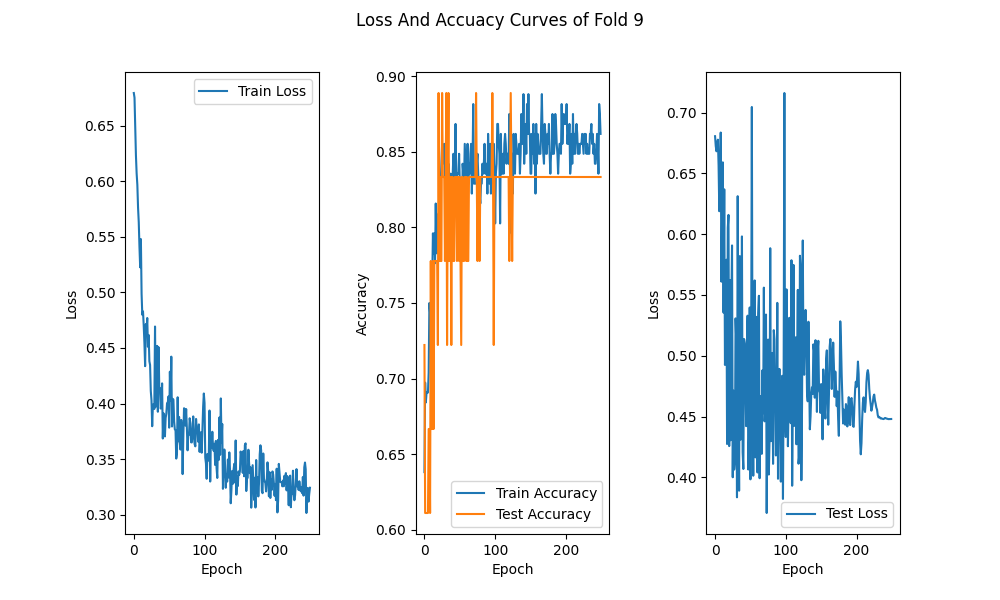 Loss And Accuacy Curves of Fold 9
Train Loss
0.65
0.60
0.55
0.50
0.45
0.40
0.35
0.30
Loss
0
100
200
Epoch
0.90
0.85
0.80
0.75
0.70
0.65
0.60
Accuracy
Train Accuracy
Test Accuracy
0
100
200
Epoch
0.70
0.65
0.60
0.55
0.50
0.45
0.40
Loss
Test Loss
0
100
200
Epoch